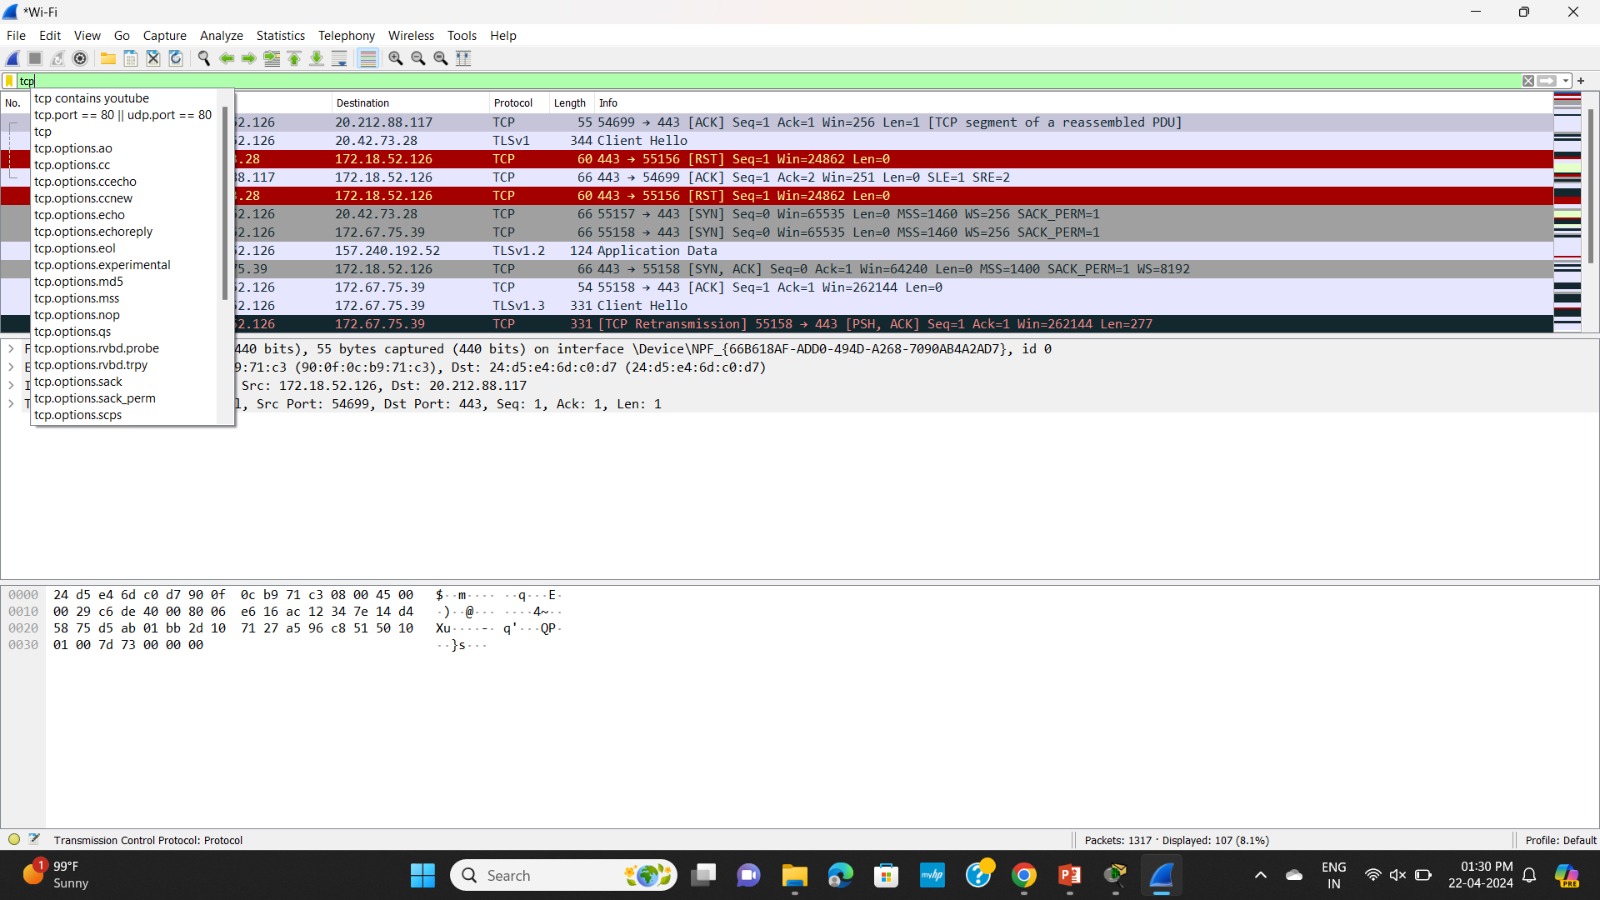 *Wi-Fi
File Edit View Go Capture Analyze Statistics Telephony Wireless Tools Help
tcp
No. Destination Protocol Length Info
tcp contains youtube
tcp.port == 80 || udp.port == 80
tcp
tcp.options.ao
tcp.options.cc
tcp.options.ccecho
tcp.options.ccnew
tcp.options.echo
tcp.options.echoreply
tcp.options.eol
tcp.options.experimental
tcp.options.md5
tcp.options.mss
tcp.options.nop
tcp.options.qs
tcp.options.rvbd.probe
tcp.options.rvbd.trpy
tcp.options.sack
tcp.options.sack_perm
tcp.options.scps
2.126 20.212.88.117 TCP 55 54699 → 443 [ACK] Seq=1 Ack=1 Win=256 Len=1 [TCP segment of a reassembled PDU]
2.126 20.42.73.28 TLSv1 344 Client Hello
.28 172.18.52.126 TCP 60 443 → 55156 [RST] Seq=1 Win=24862 Len=0
8.117 172.18.52.126 TCP 66 443 → 54699 [ACK] Seq=1 Ack=2 Win=251 Len=0 SLE=1 SRE=2
.28 172.18.52.126 TCP 60 443 → 55156 [RST] Seq=1 Win=24862 Len=0
2.126 20.42.73.28 TCP 66 55157 → 443 [SYN] Seq=0 Win=65535 Len=0 MSS=1460 WS=256 SACK_PERM=1
2.126 172.67.75.39 TCP 66 55158 → 443 [SYN] Seq=0 Win=65535 Len=0 MSS=1460 WS=256 SACK_PERM=1
2.126 157.240.192.52 TLSv1.2 124 Application Data
75.39 172.18.52.126 TCP 66 443 → 55158 [SYN, ACK] Seq=0 Ack=1 Win=64240 Len=0 MSS=1400 SACK_PERM=1 WS=8192
2.126 172.67.75.39 TCP 54 55158 → 443 [ACK] Seq=1 Ack=1 Win=262144 Len=0
2.126 172.67.75.39 TLSv1.3 331 Client Hello
2.126 172.67.75.39 TCP 331 [TCP Retransmission] 55158 → 443 [PSH, ACK] Seq=1 Ack=1 Win=262144 Len=277
440 bits), 55 bytes captured (440 bits) on interface \Device\NPF_{66B618AF-ADD0-494D-A268-7090AB4A2AD7}, id 0
9:71:c3 (90:0f:0c:b9:71:c3), Dst: 24:d5:e4:6d:c0:d7 (24:d5:e4:6d:c0:d7)
Src: 172.18.52.126, Dst: 20.212.88.117
l, Src Port: 54699, Dst Port: 443, Seq: 1, Ack: 1, Len: 1
0000 24 d5 e4 6d c0 d7 90 0f 0c b9 71 c3 08 00 45 00 $··m···· ··q···E·
0010 00 29 c6 de 40 00 80 06 e6 16 ac 12 34 7e 14 d4 ·)··@··· ····4~··
0020 58 75 d5 ab 01 bb 2d 10 71 27 a5 96 c8 51 50 10 Xu····-· q'···QP·
0030 01 00 7d 73 00 00 00 ··}s···
Transmission Control Protocol: Protocol Packets: 1317 · Displayed: 107 (8.1%) Profile: Default
1 99°F
Sunny
Search
myhp
ENG
IN
01:30 PM
22-04-2024
PRE